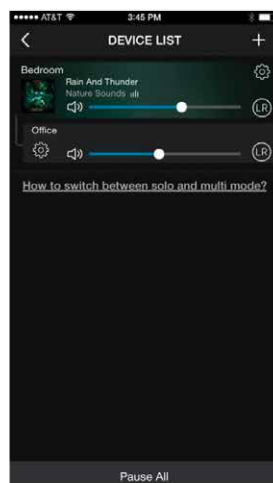 AT&T 3:45 PM
DEVICE LIST +
Bedroom
Rain And Thunder
Nature Sounds
LR
Office
LR
How to switch between solo and multi mode?
Pause All